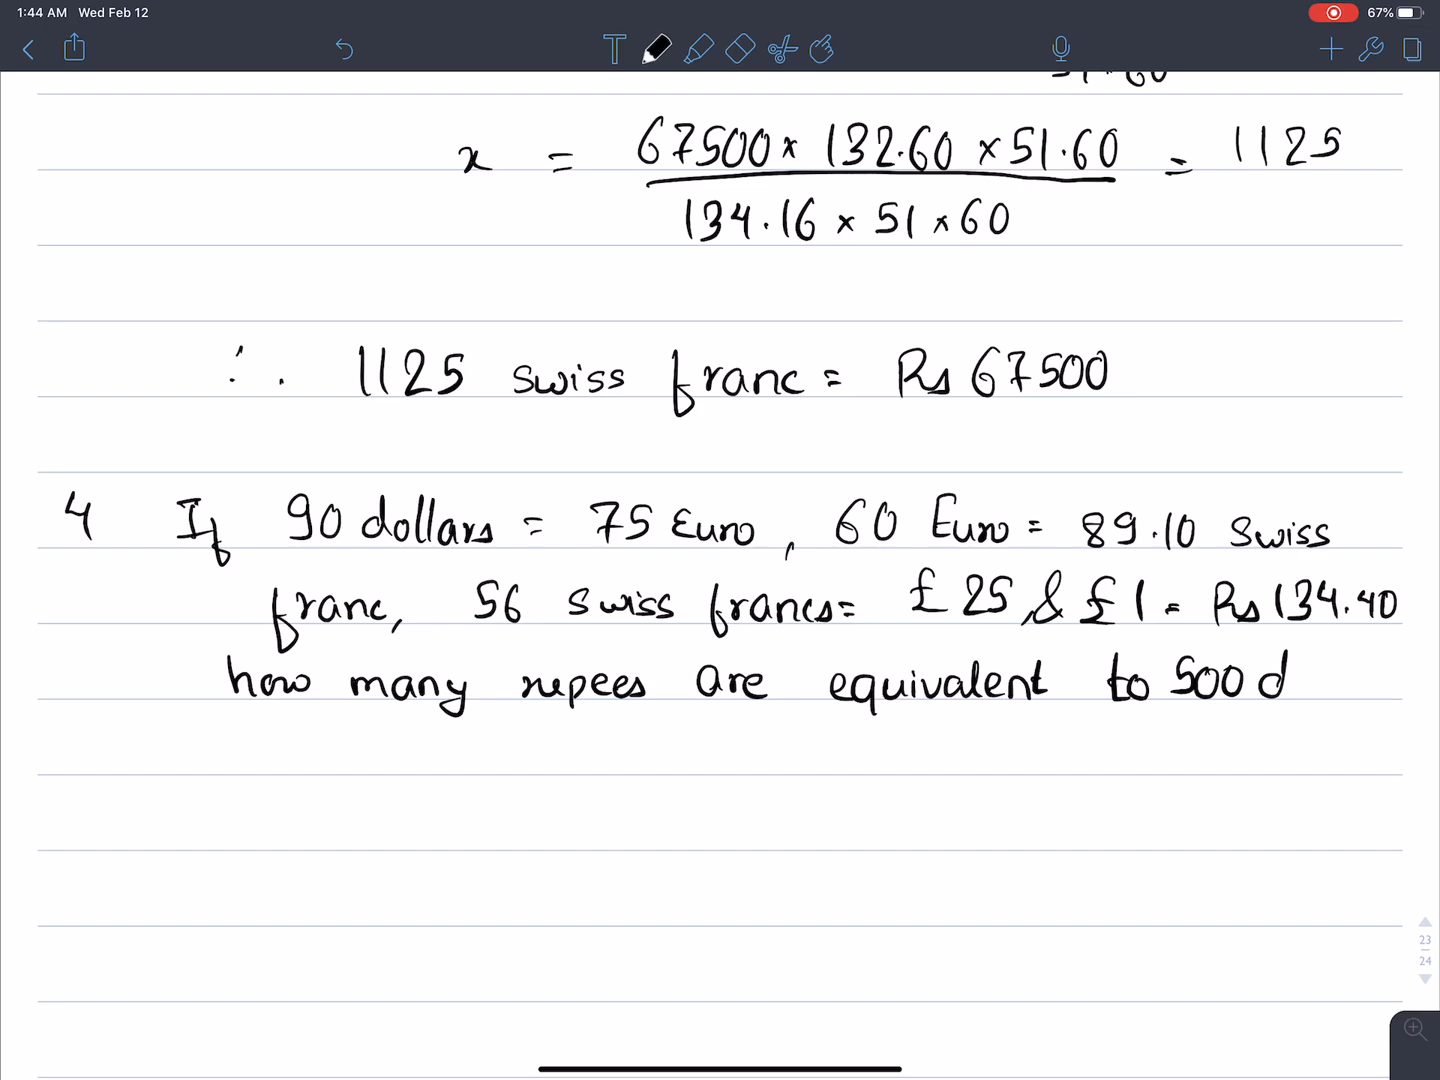 1:44 AM Wed Feb 12
67%
x = 67500 × 132.60 × 51.60 = 1125
134.16 × 51 × 60
∴ 1125 swiss franc = Rs 67500
4 If 90 dollars = 75 Euro, 60 Euro = 89.10 Swiss
franc, 56 swiss francs = £ 25, & £ 1 = Rs 134.40
how many rupees are equivalent to 500 d
23
24